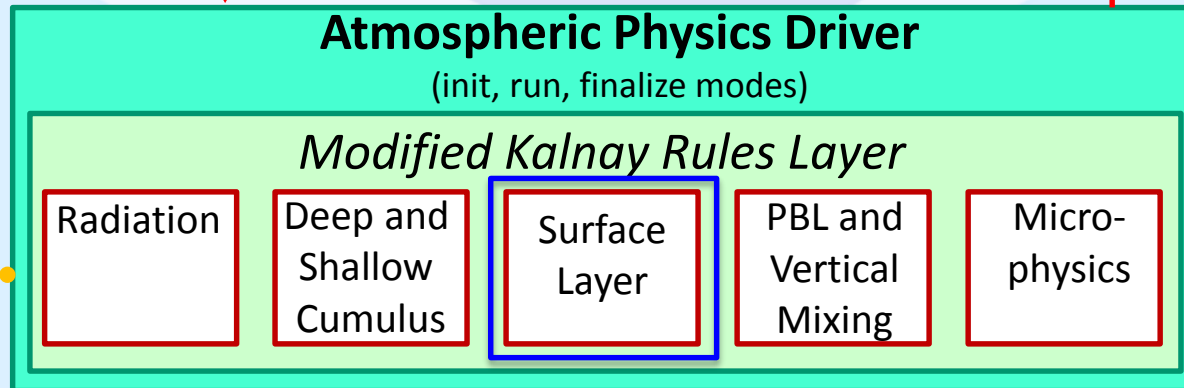 Atmospheric Physics Driver
(init, run, finalize modes)
Modified Kalnay Rules Layer
Radiation
Deep and
Shallow
Cumulus
Surface
Layer
PBL and
Vertical
Mixing
Micro-
physics